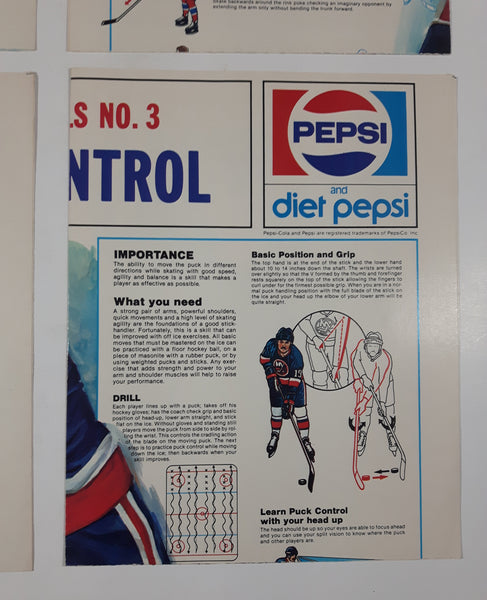 Skate backwards around the rink poke checking an imaginary opponent by
extending the arm only without bending the trunk forward.
LS NO. 3
NTROL
PEPSI
and
diet pepsi
Pepsi-Cola and Pepsi are registered trademarks of PepsiCo. Inc
IMPORTANCE
The ability to move the puck in different
directions while skating with good speed,
agility and balance is a skill that makes a
player as effective as possible.
What you need
A strong pair of arms, powerful shoulders,
quick movements and a high level of skating
agility are the foundations of a good stick-
handler. Fortunately, this is a skill that can
be improved with off ice exercises. All basic
moves that must be mastered on the ice can
be practiced with a floor hockey ball, on a
piece of masonite with a rubber puck, or by
using weighted pucks and sticks. Any exer-
cise that adds strength and power to your
arm and shoulder muscles will help to raise
your performance.
DRILL
Each player lines up with a puck; takes off his
hockey gloves; has the coach check grip and basic
position of head-up, lower arm straight, and stick
flat on the ice. Without gloves and standing still
players move the puck from side to side by rol-
ling the wrist. This controls the cradling action
of the blade on the moving puck. The next
step is to practice puck control while moving
down the ice; then backwards when your
skill improves.
Basic Position and Grip
The top hand is at the end of the stick and the lower hand
about 10 to 14 inches down the shaft. The wrists are turned
over slightly so that the V formed by the thumb and forefinger
rests squarely on the top of the stick allowing the fingers to
curl under for the firmest possible grip. When you are in a nor-
mal puck handling position with the full blade of the stick on
the ice and your head up the elbow of your lower arm will be
quite straight.
19
Learn Puck Control
with your head up
The head should be up so your eyes are able to focus ahead
and you can use your split vision to know where the puck
and other players are.